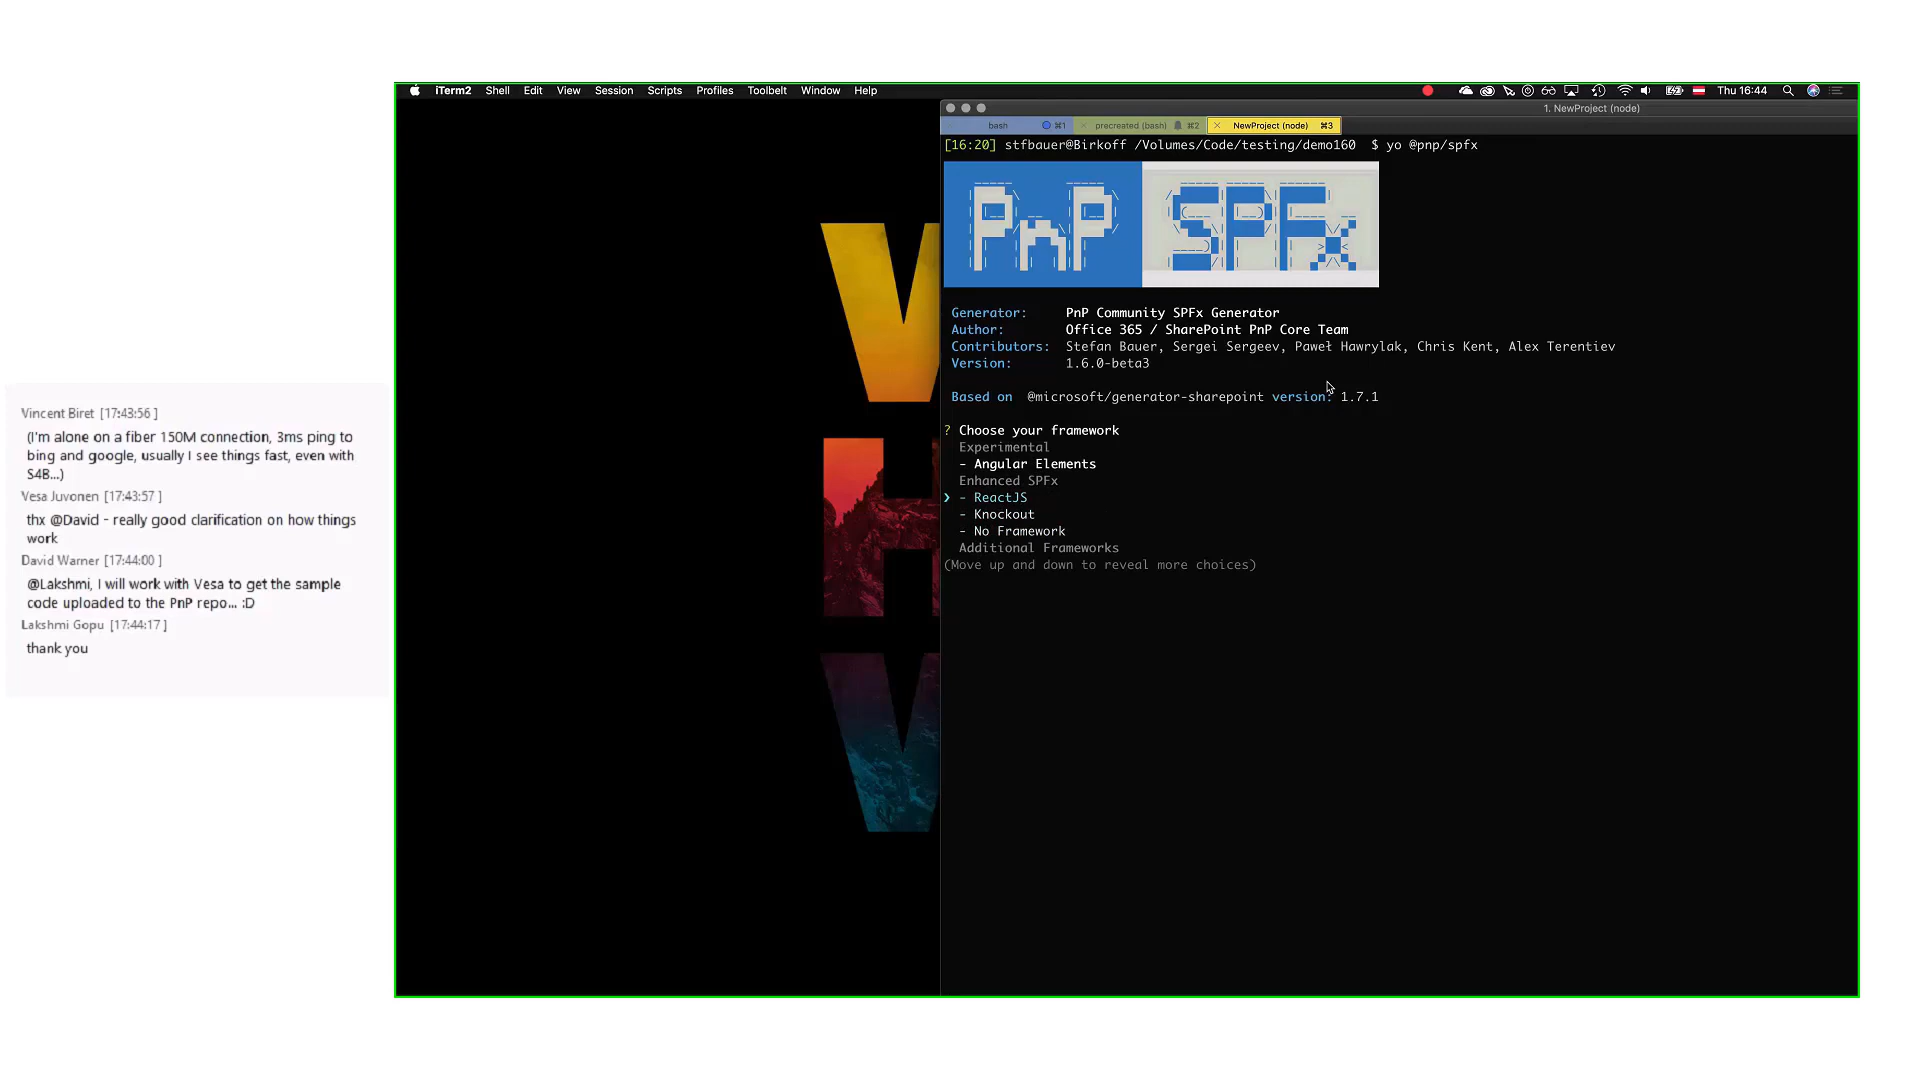 Vincent Biret [17:43:56 ]
(I'm alone on a fiber 150M connection, 3ms ping to
bing and google, usually I see things fast, even with
S4B...)
Vesa Juvonen [17:43:57 ]
thx @David - really good clarification on how things
work
David Warner [17:44:00 ]
@Lakshmi, I will work with Vesa to get the sample
code uploaded to the PnP repo... :D
Lakshmi Gopu [17:44:17 ]
thank you
iTerm2 Shell Edit View Session Scripts Profiles Toolbelt Window Help Thu 16:44
1. NewProject (node)
bash ⌘1 × precreated (bash) ⌘2 × NewProject (node) ⌘3
[16:20] stfbauer@Birkoff /Volumes/Code/testing/demo160 $ yo @pnp/spfx
PnP SPFx
Generator: PnP Community SPFx Generator
Author: Office 365 / SharePoint PnP Core Team
Contributors: Stefan Bauer, Sergei Sergeev, Paweł Hawrylak, Chris Kent, Alex Terentiev
Version: 1.6.0-beta3
Based on @microsoft/generator-sharepoint version: 1.7.1
? Choose your framework
Experimental
- Angular Elements
Enhanced SPFx
❯ - ReactJS
- Knockout
- No Framework
Additional Frameworks
(Move up and down to reveal more choices)